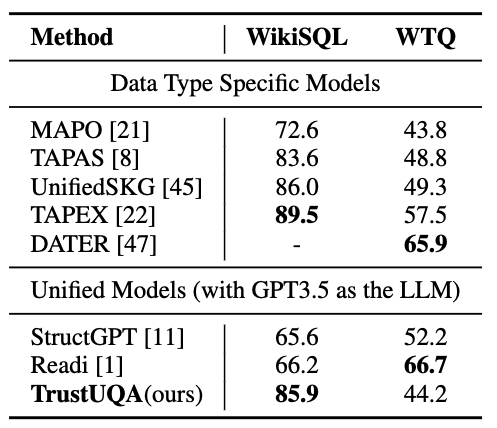 Method WikiSQL WTQ
Data Type Specific Models
MAPO [21] 72.6 43.8
TAPAS [8] 83.6 48.8
UnifiedSKG [45] 86.0 49.3
TAPEX [22] 89.5 57.5
DATER [47] - 65.9
Unified Models (with GPT3.5 as the LLM)
StructGPT [11] 65.6 52.2
Readi [1] 66.2 66.7
TrustUQA(ours) 85.9 44.2